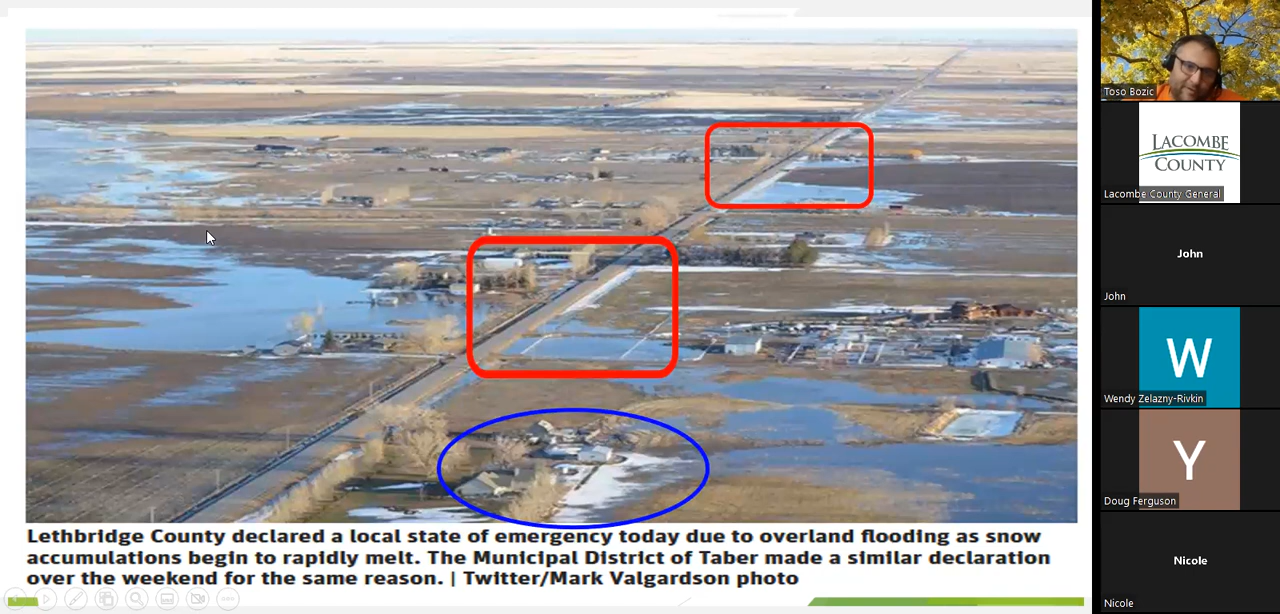 Lethbridge County declared a local state of emergency today due to overland flooding as snow
accumulations begin to rapidly melt. The Municipal District of Taber made a similar declaration
over the weekend for the same reason. | Twitter/Mark Valgardson photo
Toso Bozic
LACOMBE
COUNTY
Lacombe County General
John
John
W
Wendy Zelazny-Rivkin
Y
Doug Ferguson
Nicole
Nicole